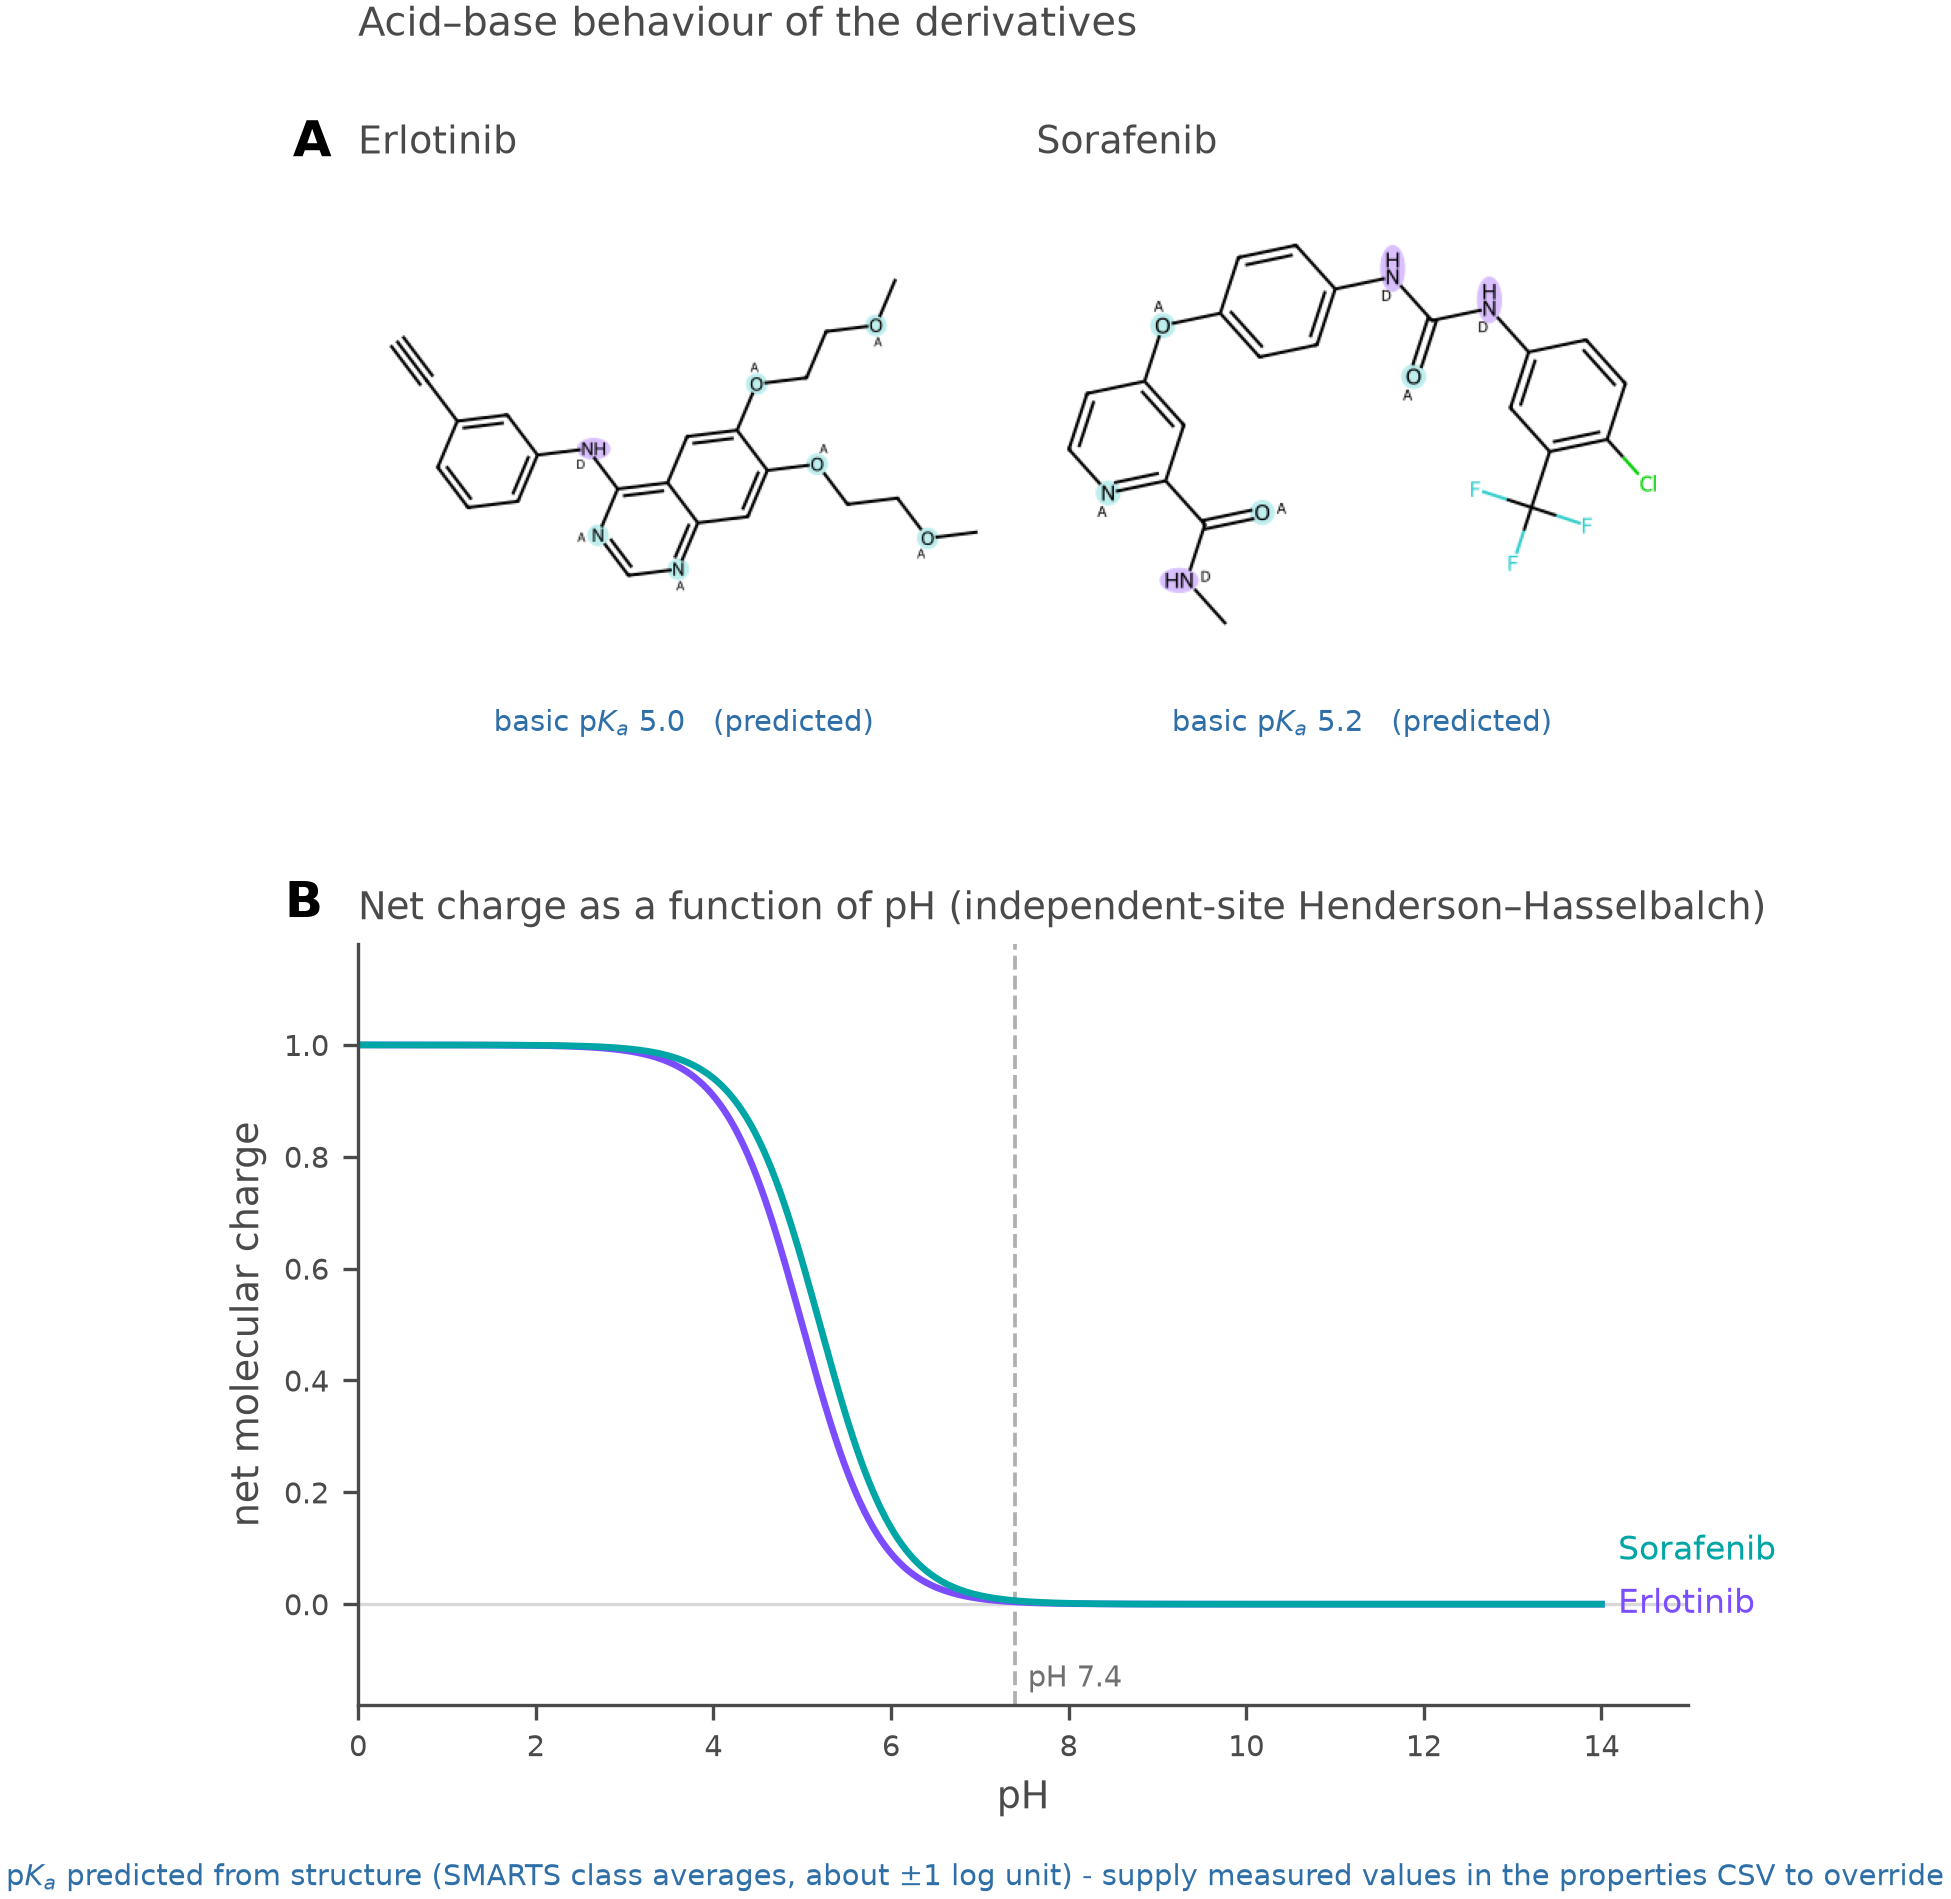 Acid–base behaviour of the derivatives
A Erlotinib
Sorafenib
O
A
A
O
NH
D
O
A
A N
N
A
O
A
H
N
D
H
N
D
A
O
O
A
N
A
O A
HN D
F
F
F
Cl
basic pKa 5.0 (predicted)
basic pKa 5.2 (predicted)
B Net charge as a function of pH (independent-site Henderson–Hasselbalch)
net molecular charge
1.0
0.8
0.6
0.4
0.2
0.0
Sorafenib
Erlotinib
pH 7.4
0 2 4 6 8 10 12 14
pH
pKa predicted from structure (SMARTS class averages, about ±1 log unit) - supply measured values in the properties CSV to override